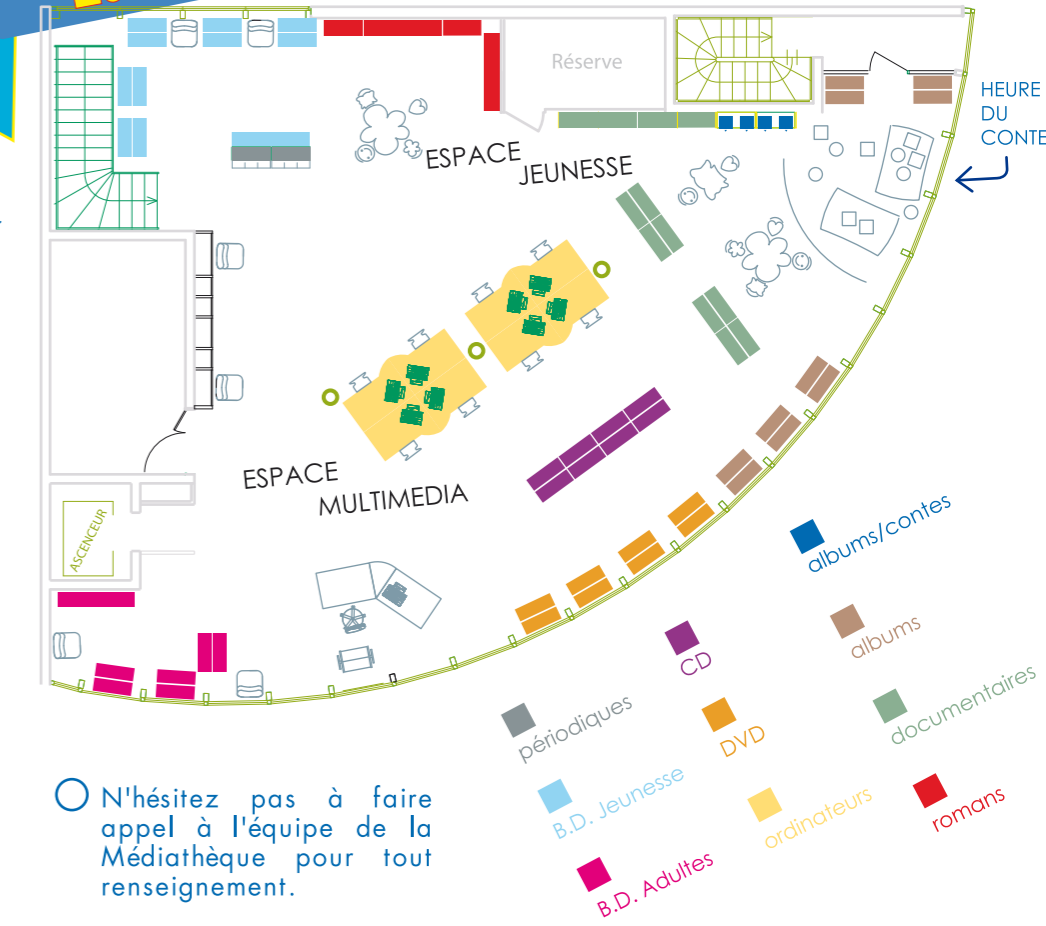 Réserve
HEURE
DU
CONTE
ESPACE
JEUNESSE
ESPACE
MULTIMEDIA
ASCENCEUR
albums/contes
albums
CD
documentaires
périodiques
DVD
B.D. Jeunesse
ordinateurs
romans
B.D. Adultes
N'hésitez pas à faire
appel à l'équipe de la
Médiathèque pour tout
renseignement.